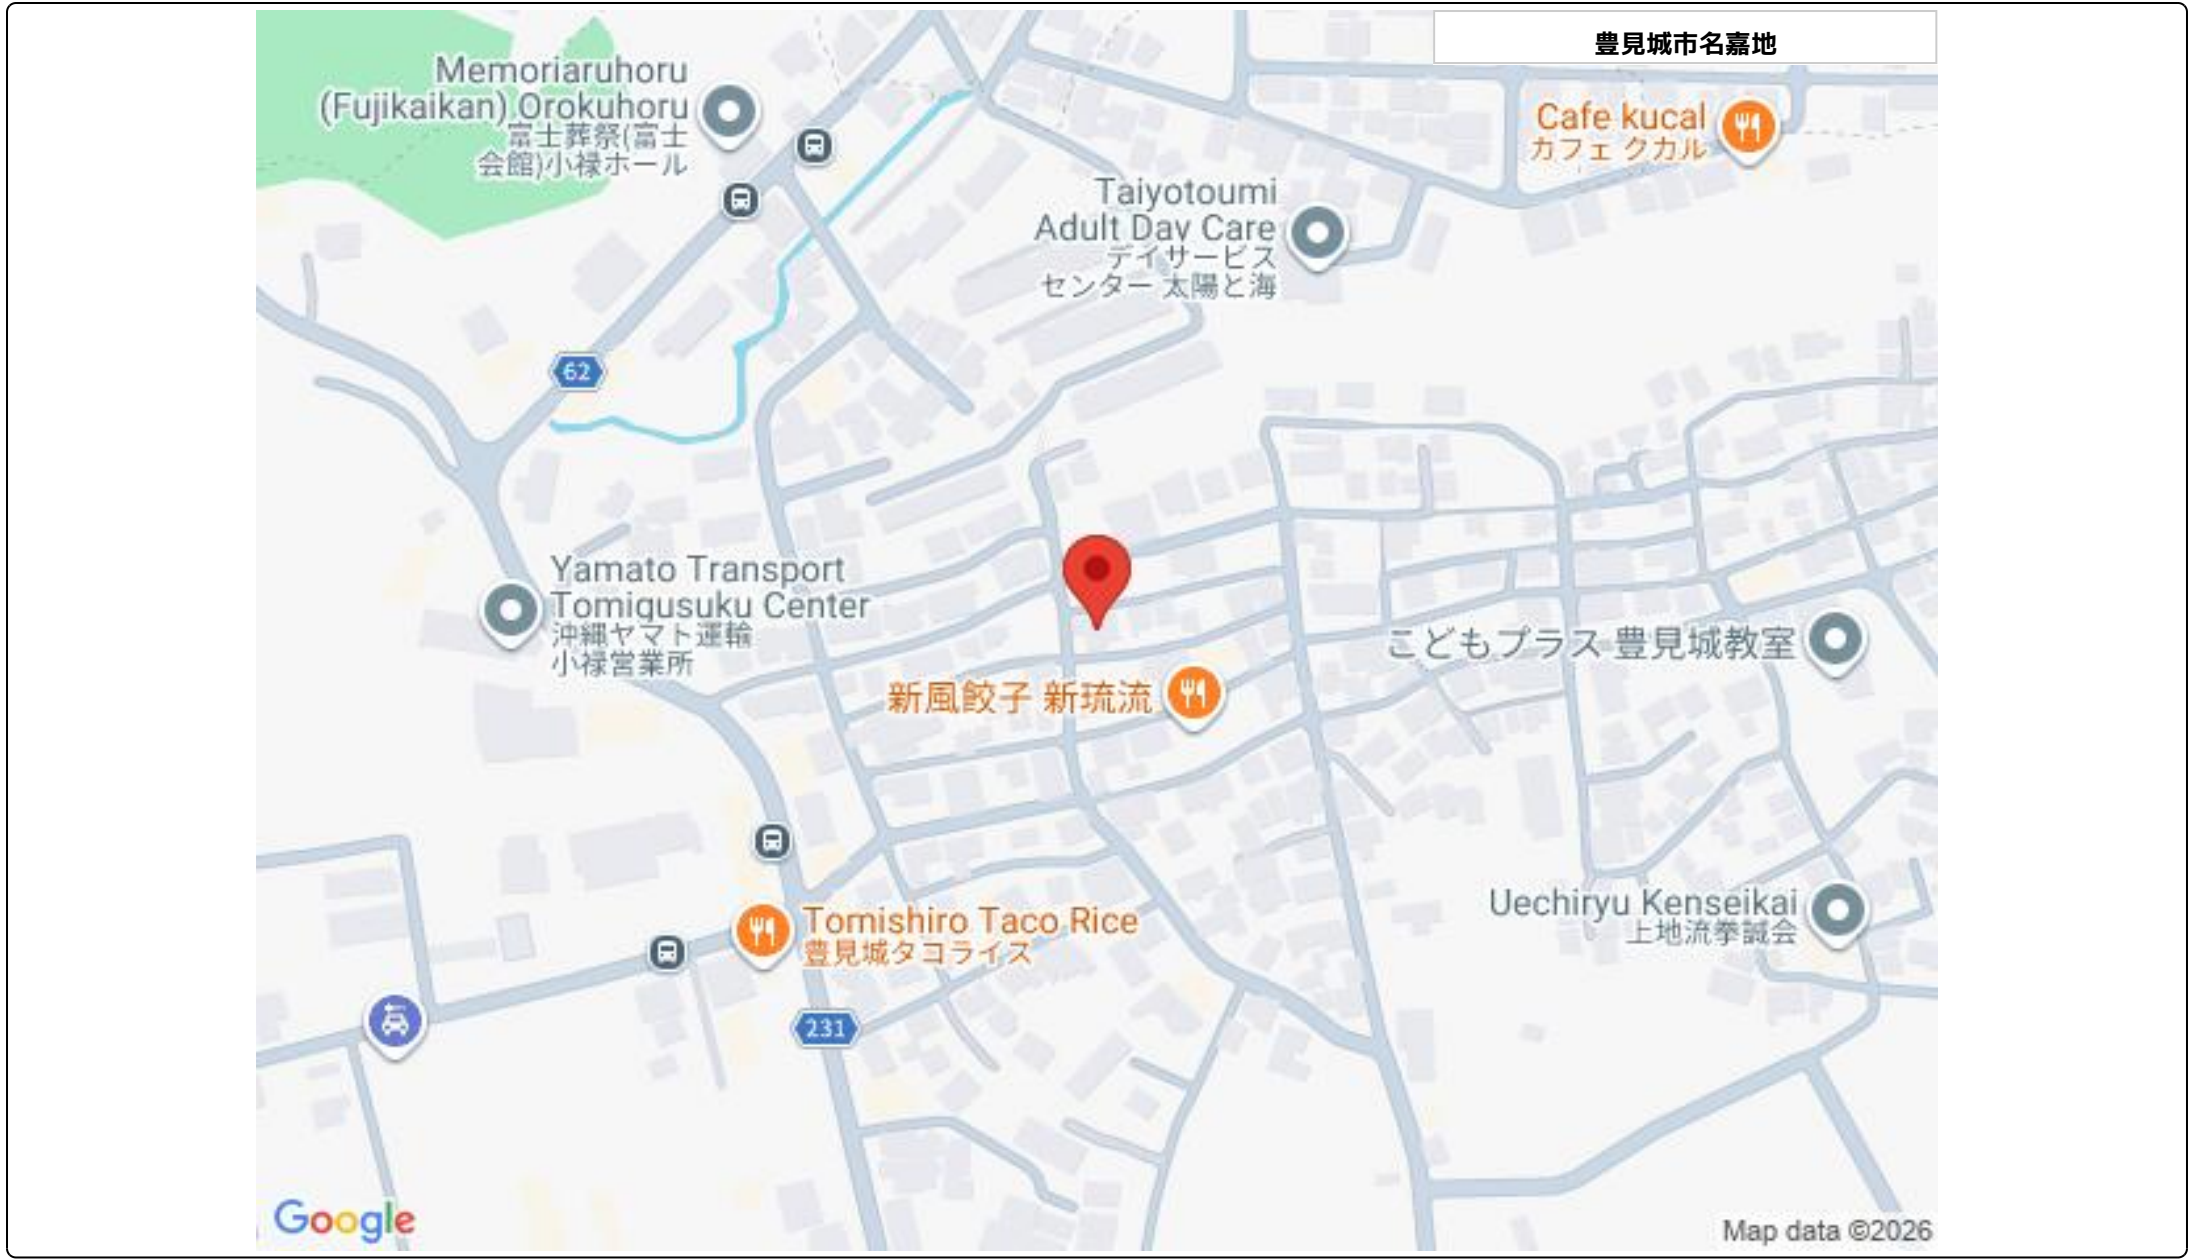 豊見城市名嘉地
Memoriaruhoru
(Fujikaikan) Orokuhoru
富士葬祭(富士
会館)小禄ホール
Cafe kucal
カフェ クカル
Taiyotoumi
Adult Day Care
デイサービス
センター 太陽と海
62
Yamato Transport
Tomigusuku Center
沖縄ヤマト運輸
小禄営業所
こどもプラス 豊見城教室
新風餃子 新琉流
Uechiryu Kenseikai
上地流拳誠会
Tomishiro Taco Rice
豊見城タコライス
231
Google
Map data ©2026